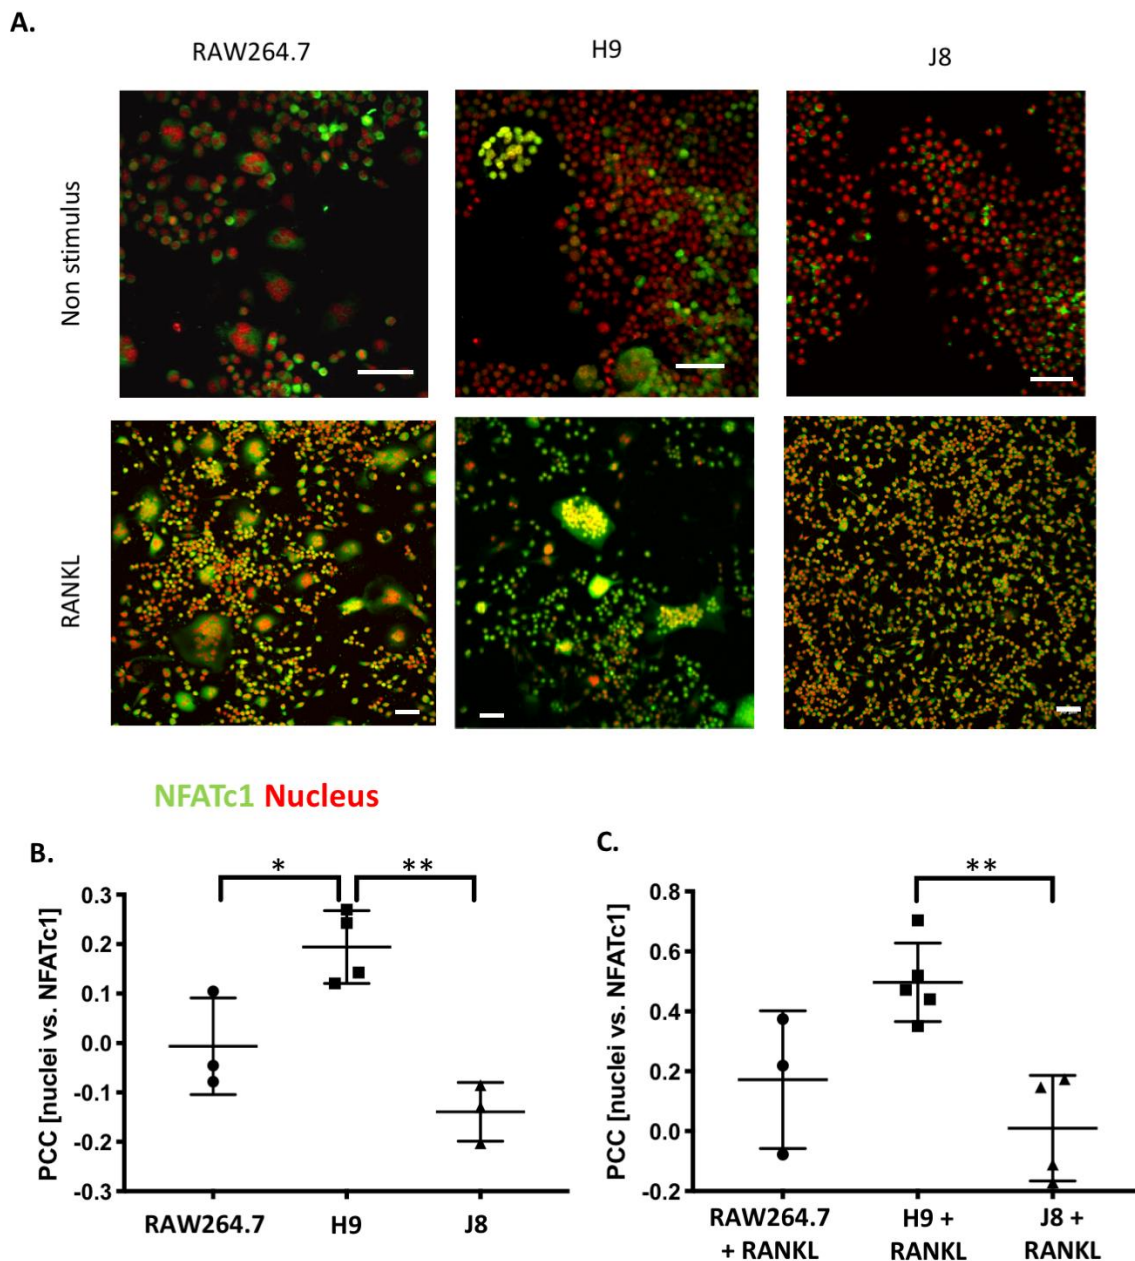 A.
RAW264.7
H9
J8
Non stimulus
RANKL
NFATc1 Nucleus
B.
* **
PCC [nuclei vs. NFATc1]
0.3
0.2
0.1
0.0
-0.1
-0.2
-0.3
RAW264.7 H9 J8
C.
**
PCC [nuclei vs. NFATc1]
0.8
0.6
0.4
0.2
0.0
-0.2
RAW264.7 H9 + J8 +
+ RANKL RANKL RANKL